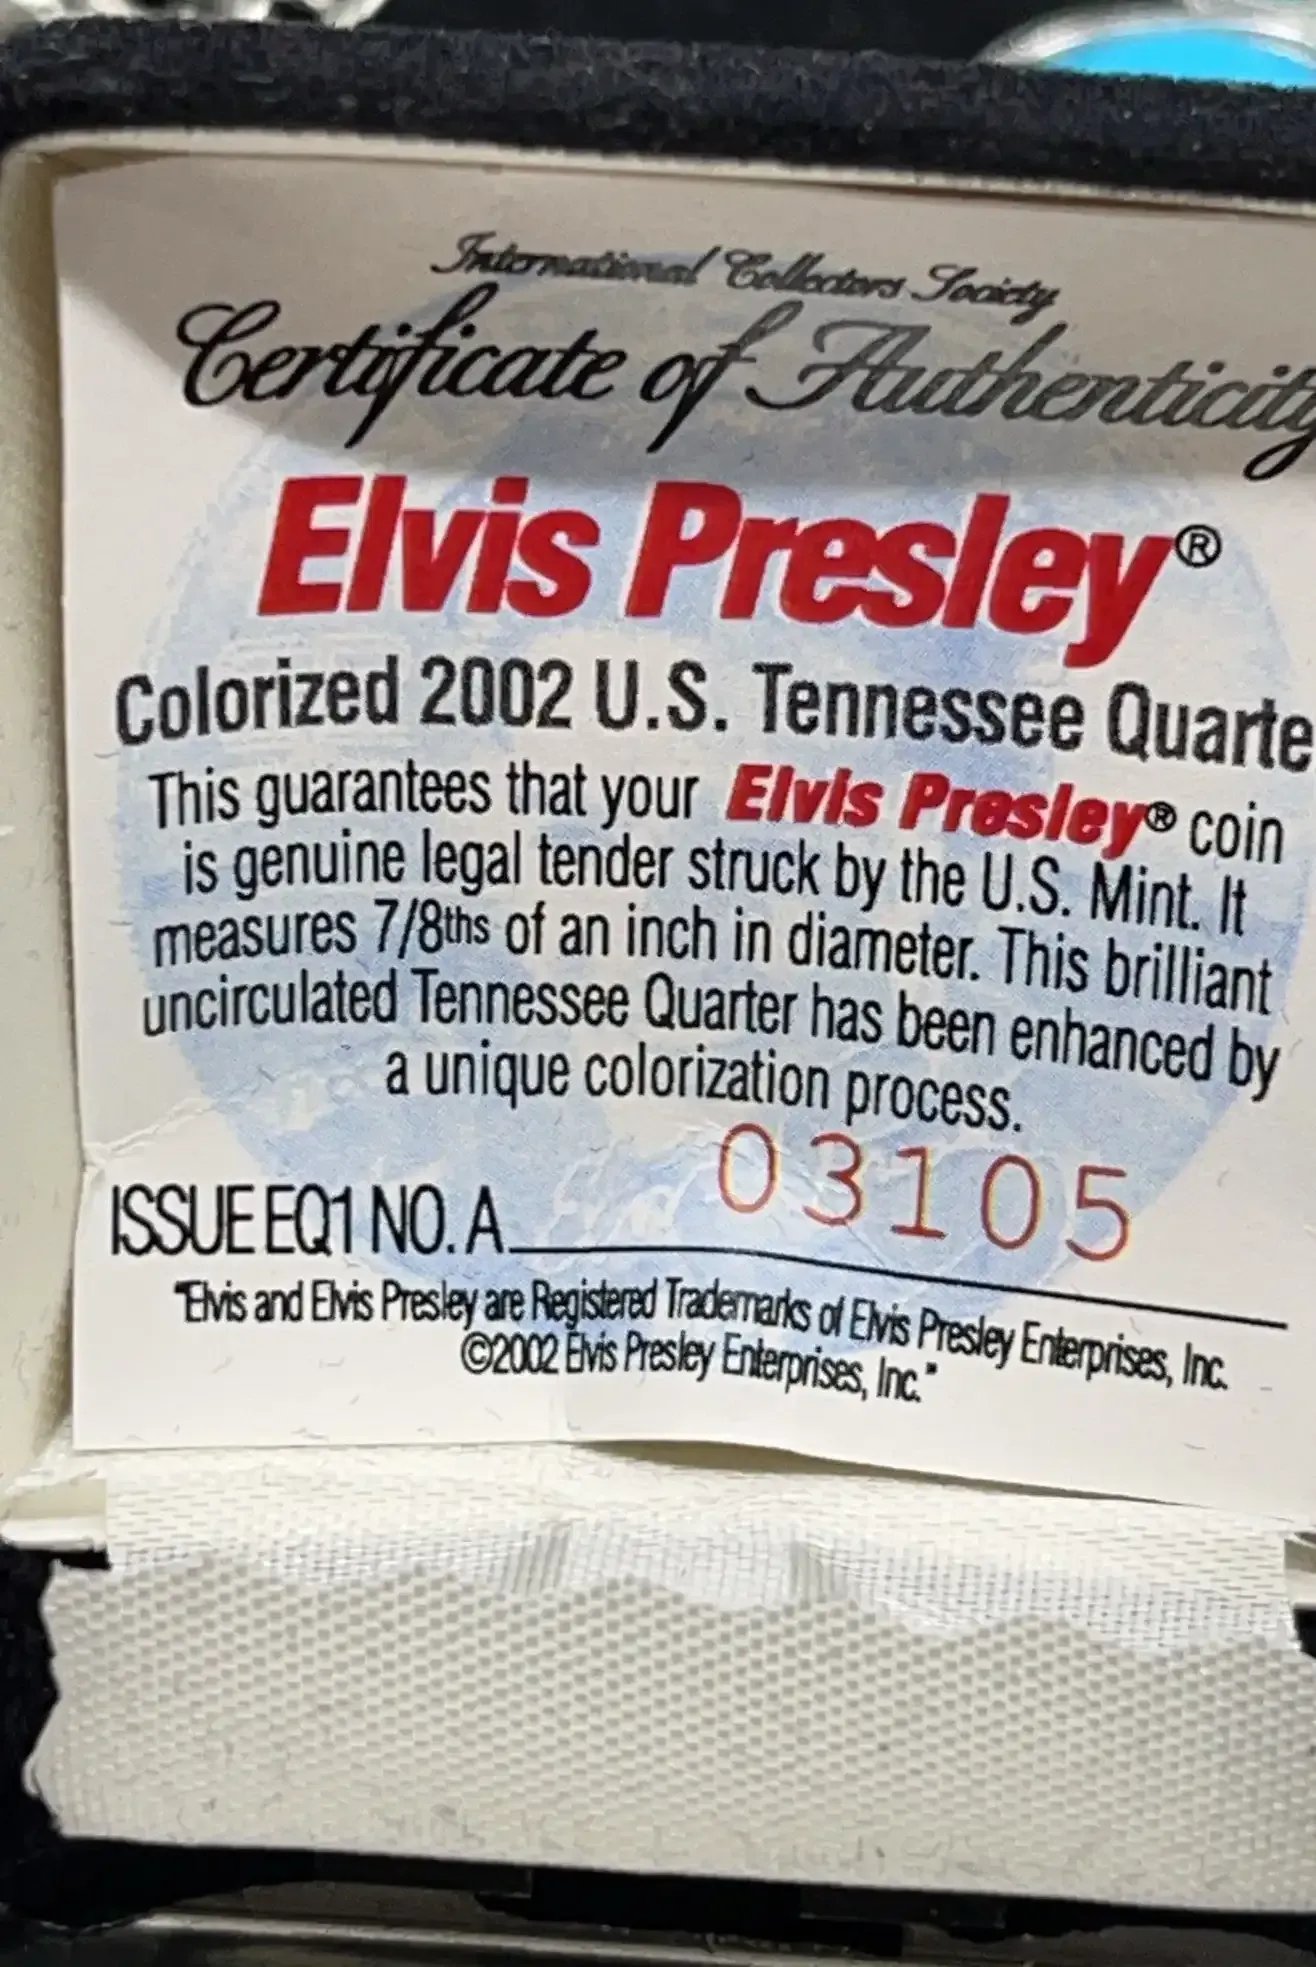 International Collectors Society
Certificate of Authenticity
Elvis Presley®
Colorized 2002 U.S. Tennessee Quarte
This guarantees that your Elvis Presley® coin
is genuine legal tender struck by the U.S. Mint. It
measures 7/8ths of an inch in diameter. This brilliant
uncirculated Tennessee Quarter has been enhanced by
a unique colorization process.
ISSUE EQ1 NO. A 03105
"Elvis and Elvis Presley are Registered Trademarks of Elvis Presley Enterprises, Inc.
©2002 Elvis Presley Enterprises, Inc."